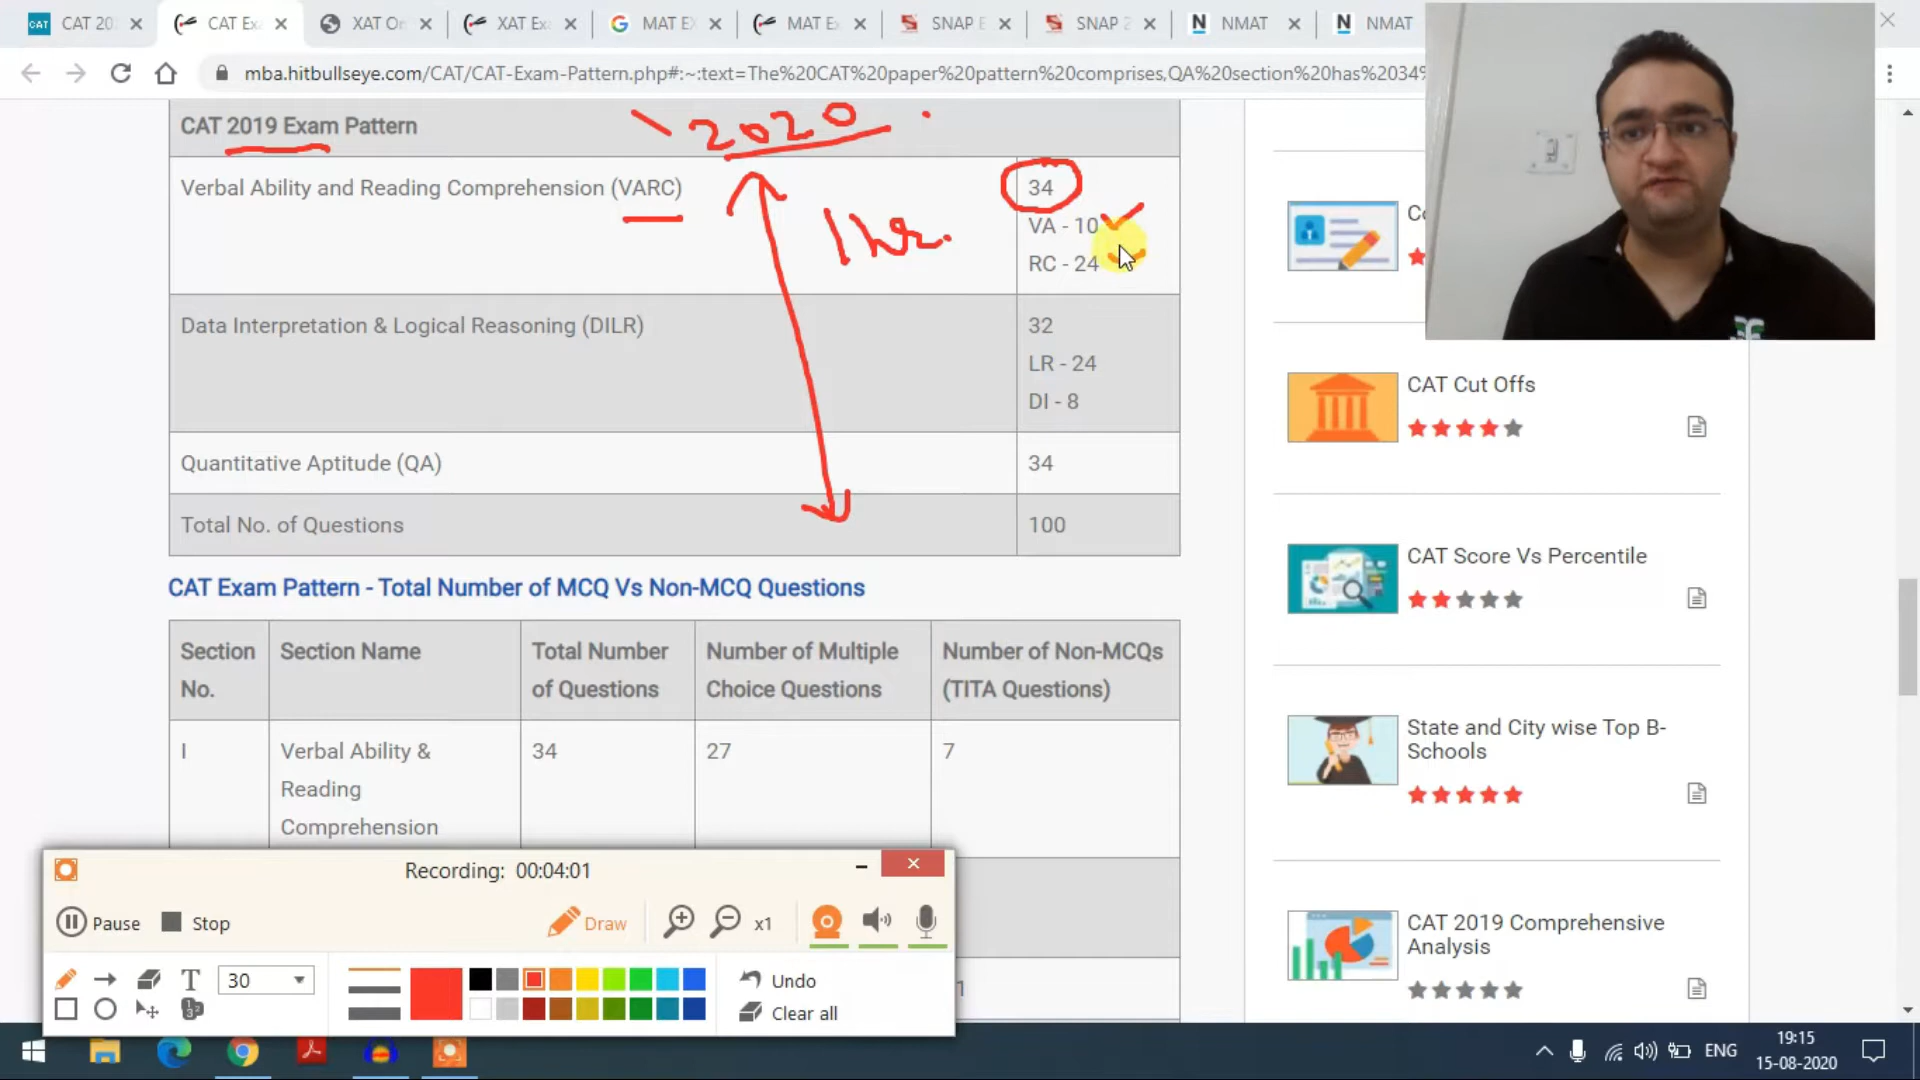 CAT 20
CAT Ex
XAT On
XAT Exa
MAT EX
MAT Ex
SNAP E
SNAP 2
NMAT
NMAT
mba.hitbullseye.com/CAT/CAT-Exam-Pattern.php#:~:text=The%20CAT%20paper%20pattern%20comprises,QA%20section%20has%2034%
CAT 2019 Exam Pattern
2020
Verbal Ability and Reading Comprehension (VARC)
34
VA - 10
RC - 24
1 hr.
Data Interpretation & Logical Reasoning (DILR)
32
LR - 24
DI - 8
Quantitative Aptitude (QA)
34
Total No. of Questions
100
CAT Exam Pattern - Total Number of MCQ Vs Non-MCQ Questions
Section No.
Section Name
Total Number of Questions
Number of Multiple Choice Questions
Number of Non-MCQs (TITA Questions)
I
Verbal Ability & Reading Comprehension
34
27
7
CAT Cut Offs
CAT Score Vs Percentile
State and City wise Top B-
Schools
CAT 2019 Comprehensive
Analysis
Recording: 00:04:01
Pause
Stop
Draw
x1
30
Undo
Clear all
ENG
19:15
15-08-2020